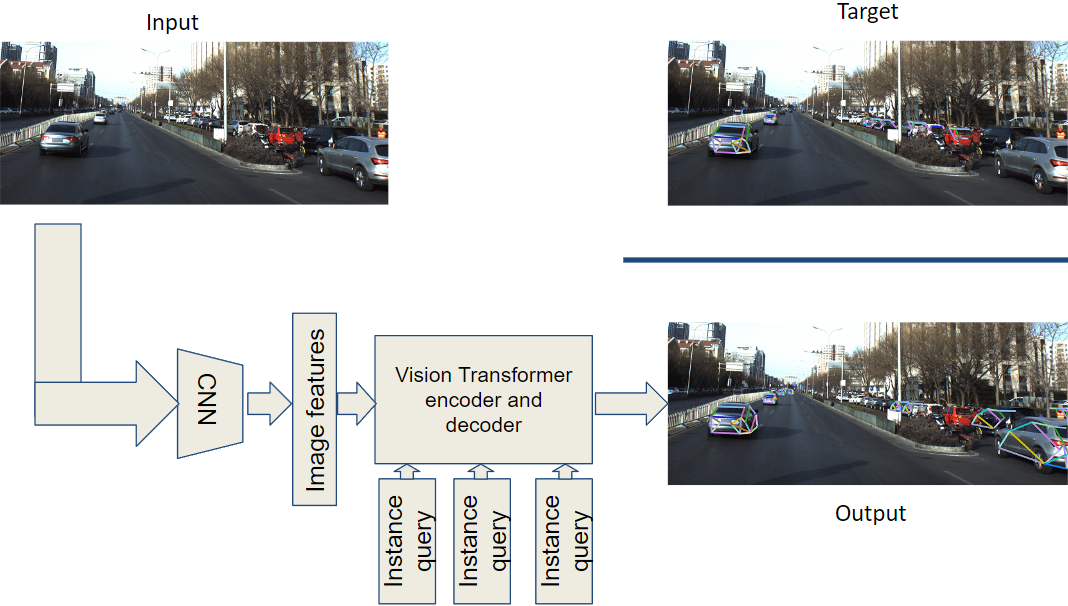 Input
Target
CNN
Image features
Vision Transformer
encoder and
decoder
Instance
query
Instance
query
Instance
query
Output